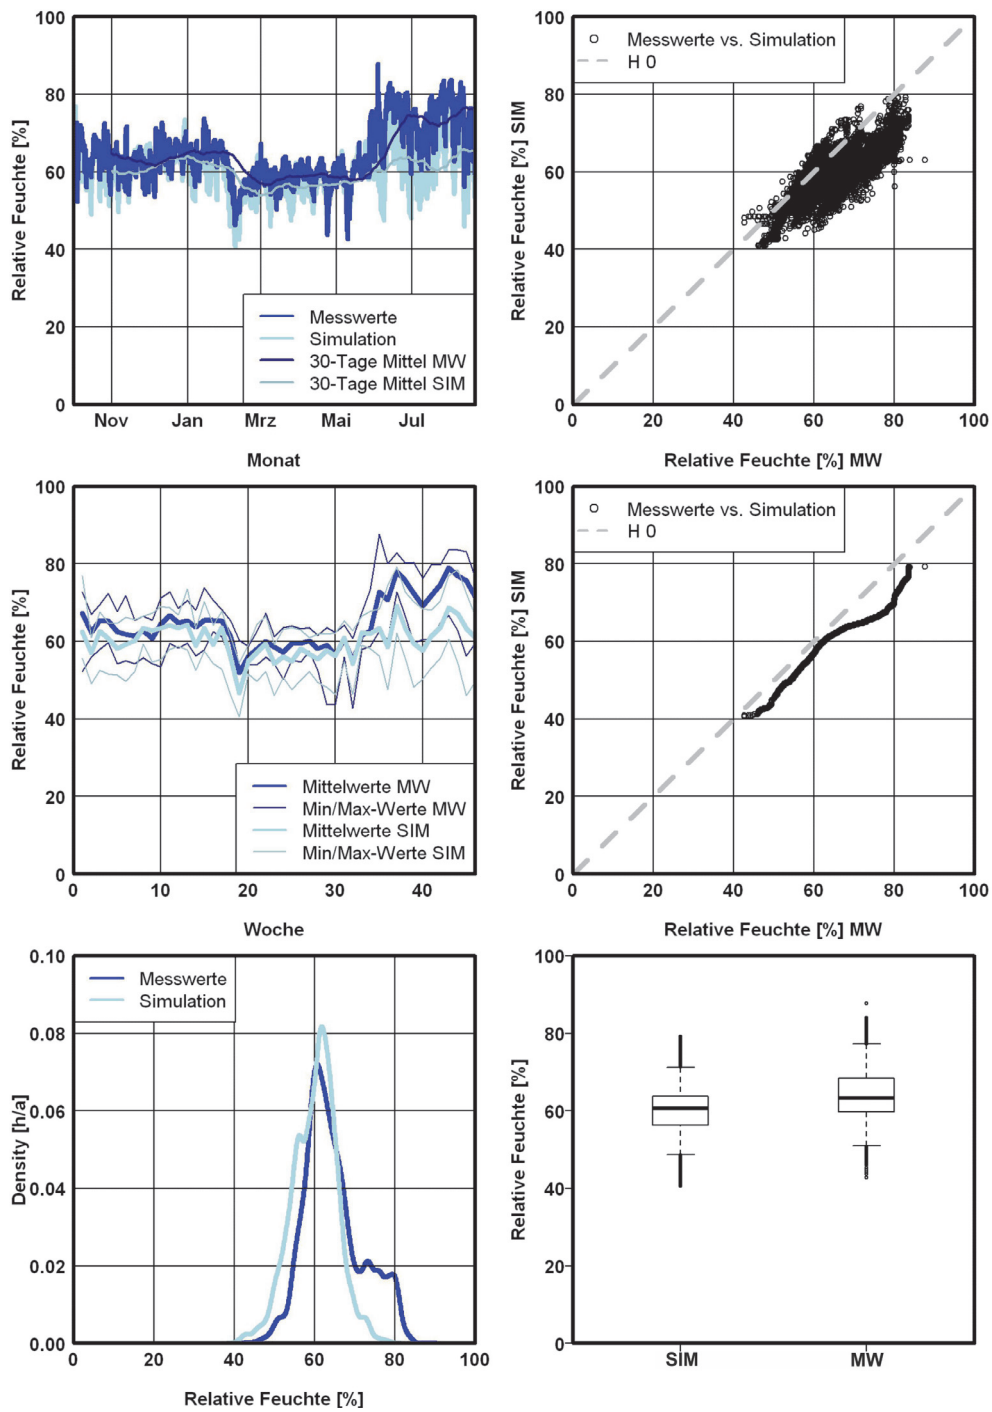 100
80
60
40
20
0
Relative Feuchte [%]
Messwerte
Simulation
30-Tage Mittel MW
30-Tage Mittel SIM
Nov Jan Mrz Mai Jul
Monat
100
80
60
40
20
0
Relative Feuchte [%] SIM
Messwerte vs. Simulation
H 0
0 20 40 60 80 100
Relative Feuchte [%] MW
100
80
60
40
20
0
Relative Feuchte [%]
Mittelwerte MW
Min/Max-Werte MW
Mittelwerte SIM
Min/Max-Werte SIM
0 10 20 30 40
Woche
100
80
60
40
20
0
Relative Feuchte [%] SIM
Messwerte vs. Simulation
H 0
0 20 40 60 80 100
Relative Feuchte [%] MW
0.10
0.08
0.06
0.04
0.02
0.00
Density [h/a]
Messwerte
Simulation
0 20 40 60 80 100
Relative Feuchte [%]
100
80
60
40
20
0
Relative Feuchte [%]
SIM MW